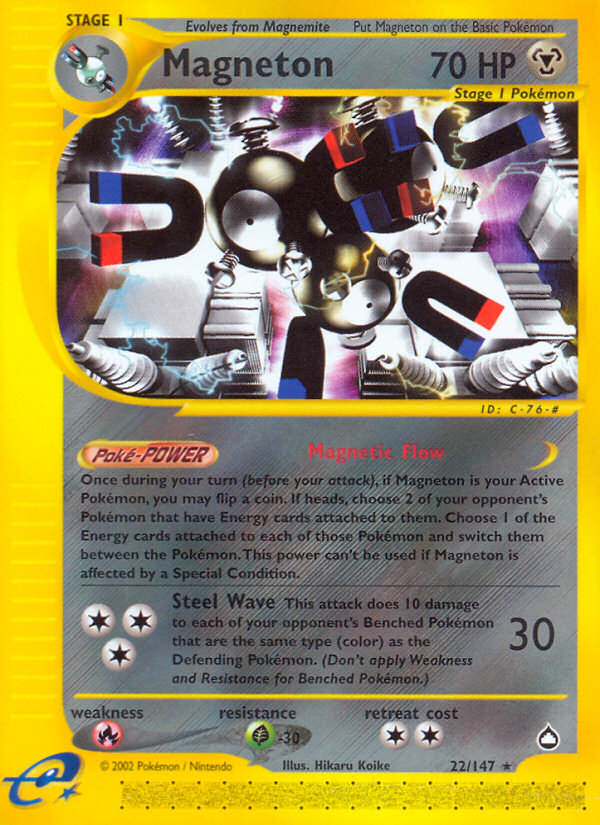 STAGE 1
Evolves from Magnemite
Put Magneton on the Basic Pokémon
Magneton
70 HP
Stage 1 Pokémon
ID: C-76-#
Poké-POWER
Magnetic Flow
Once during your turn (before your attack), if Magneton is your Active
Pokémon, you may flip a coin. If heads, choose 2 of your opponent's
Pokémon that have Energy cards attached to them. Choose 1 of the
Energy cards attached to each of those Pokémon and switch them
between the Pokémon. This power can't be used if Magneton is
affected by a Special Condition.
Steel Wave This attack does 10 damage
to each of your opponent's Benched Pokémon
that are the same type (color) as the
Defending Pokémon. (Don't apply Weakness
and Resistance for Benched Pokémon.)
30
weakness
resistance
retreat cost
-30
© 2002 Pokémon / Nintendo
Illus. Hikaru Koike
22/147 ★
e